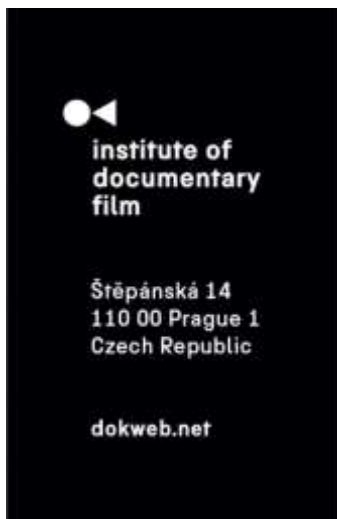 institute of
documentary
film
Štěpánská 14
110 00 Prague 1
Czech Republic
dokweb.net